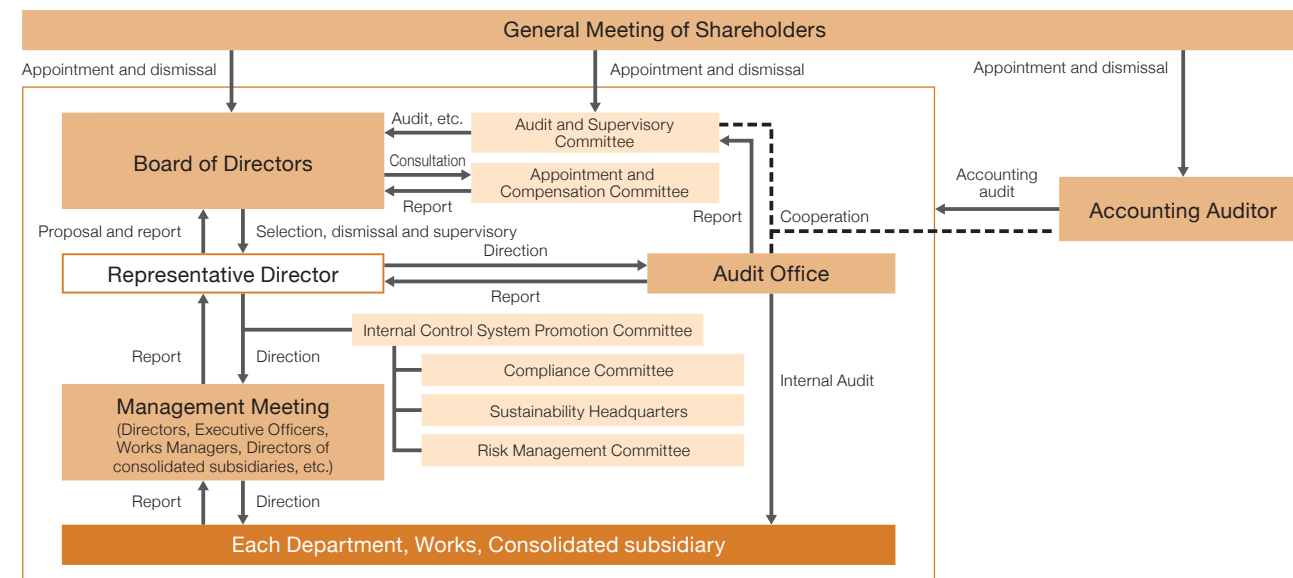 General Meeting of Shareholders
Appointment and dismissal
Appointment and dismissal
Appointment and dismissal
Board of Directors
Audit, etc.
Audit and Supervisory
Committee
Consultation
Appointment and
Compensation Committee
Report
Report
Cooperation
Accounting
audit
Accounting Auditor
Proposal and report
Selection, dismissal and supervisory
Representative Director
Direction
Report
Audit Office
Internal Control System Promotion Committee
Report
Direction
Compliance Committee
Sustainability Headquarters
Risk Management Committee
Internal Audit
Management Meeting
(Directors, Executive Officers,
Works Managers, Directors of
consolidated subsidiaries, etc.)
Report
Direction
Each Department, Works, Consolidated subsidiary